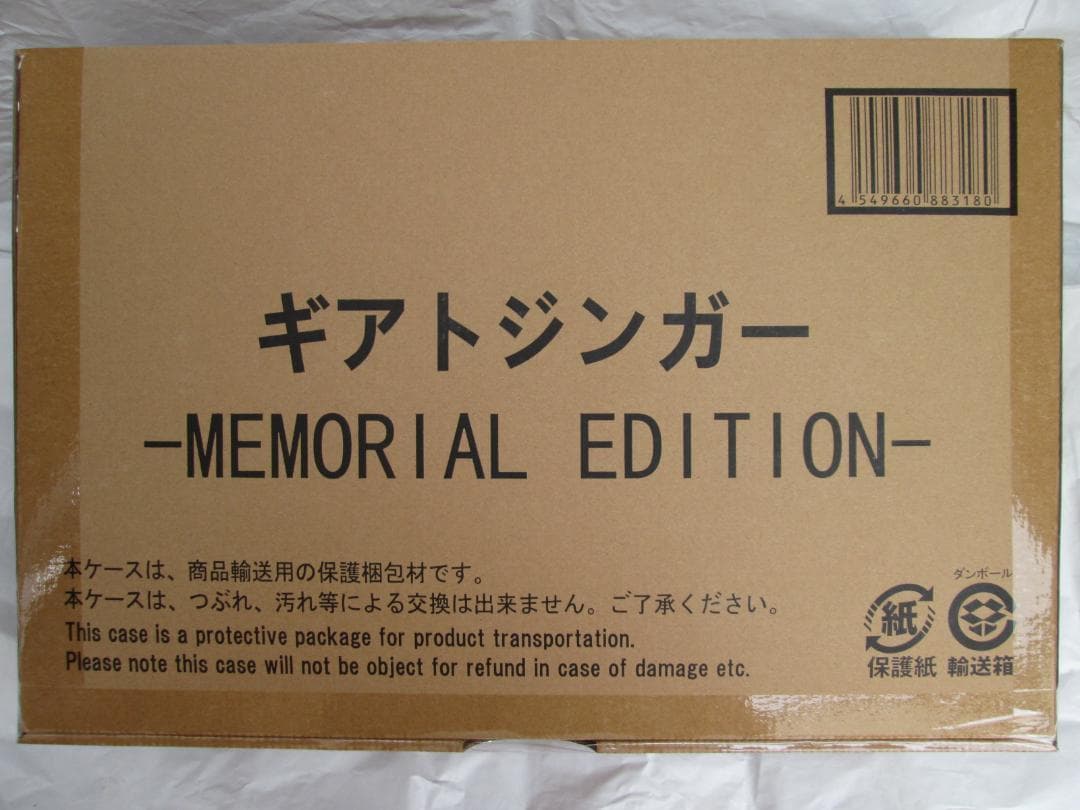 4 549660 883180
ギアトジンガー
-MEMORIAL EDITION-
本ケースは、商品輸送用の保護梱包材です。
本ケースは、つぶれ、汚れ等による交換は出来ません。ご了承ください。
This case is a protective package for product transportation.
Please note this case will not be object for refund in case of damage etc.
ダンボール
紙
保護紙 輸送箱